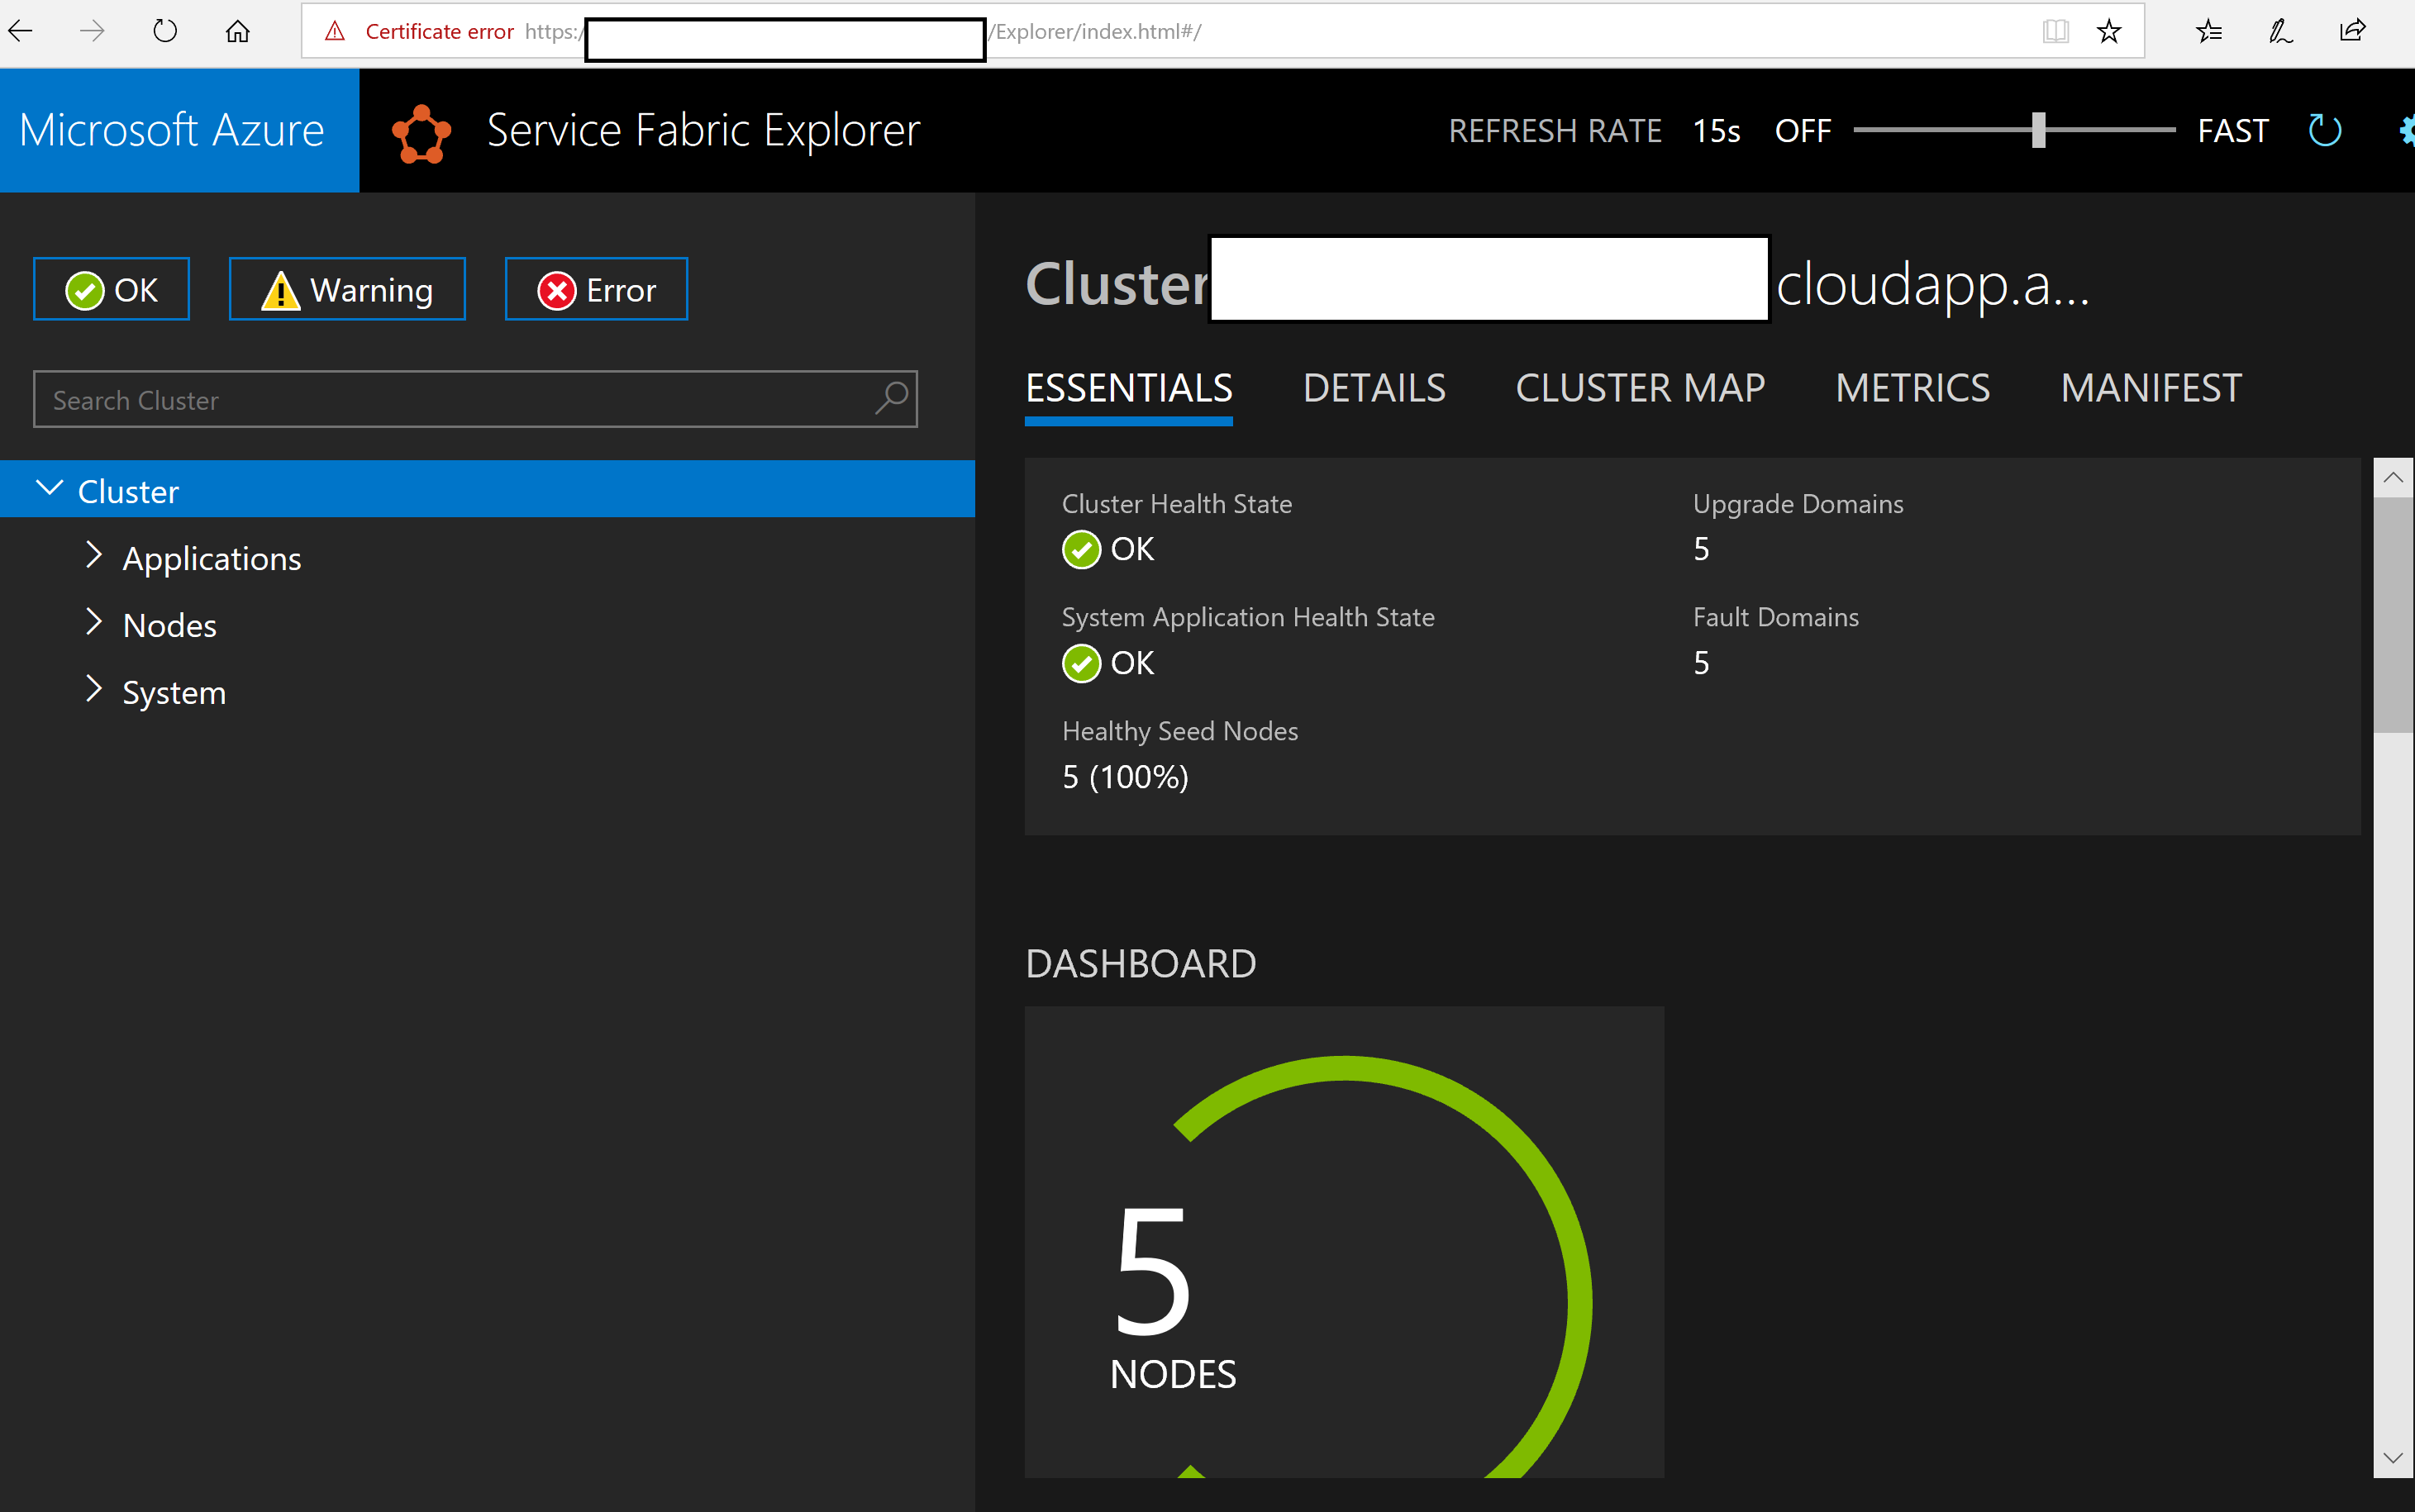 Certificate error https:/ /Explorer/index.html#/
Microsoft Azure Service Fabric Explorer REFRESH RATE 15s OFF FAST
OK Warning Error
Search Cluster
Cluster
Applications
Nodes
System
Cluster cloudapp.a...
ESSENTIALS DETAILS CLUSTER MAP METRICS MANIFEST
Cluster Health State
OK
System Application Health State
OK
Healthy Seed Nodes
5 (100%)
Upgrade Domains
5
Fault Domains
5
DASHBOARD
5
NODES